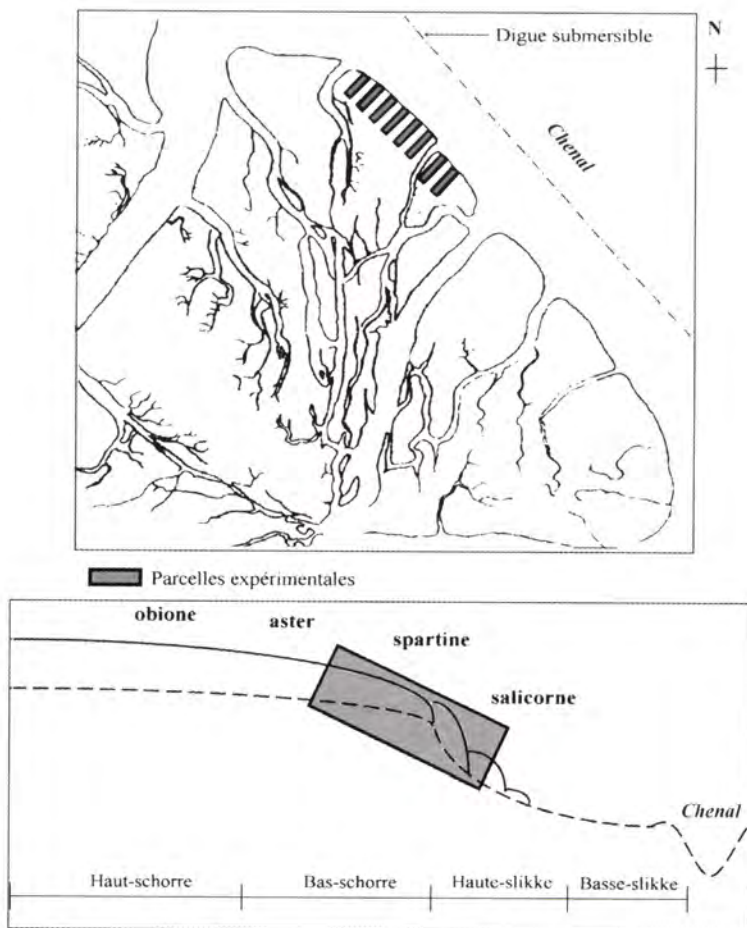 Digue submersible
N
Chenal
Parcelles expérimentales
obione
aster
spartine
salicorne
Chenal
Haut-schorre
Bas-schorre
Haute-slikke
Basse-slikke